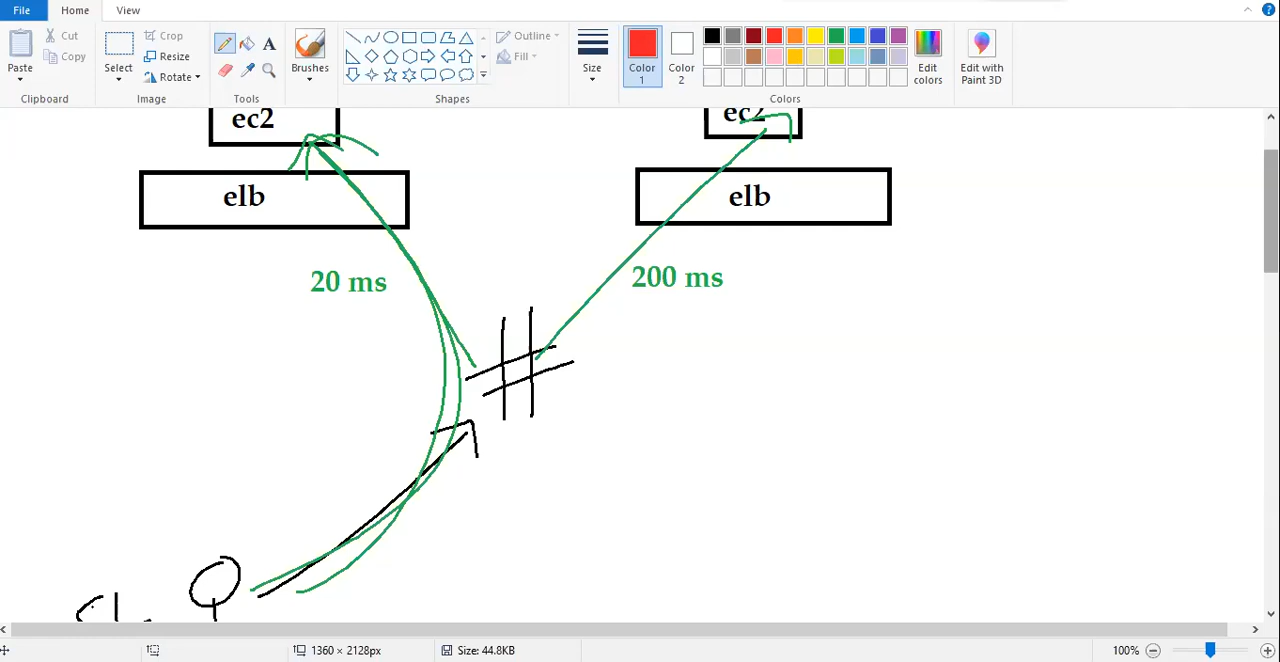 File
Home
View
Paste
Cut
Copy
Clipboard
Select
Crop
Resize
Rotate
Image
A
Tools
Brushes
Outline
Fill
Shapes
Size
Color
1
Color
2
Edit
colors
Colors
Edit with
Paint 3D
ec2
ec2
elb
elb
20 ms
200 ms
1360 × 2128px
Size: 44.8KB
100%